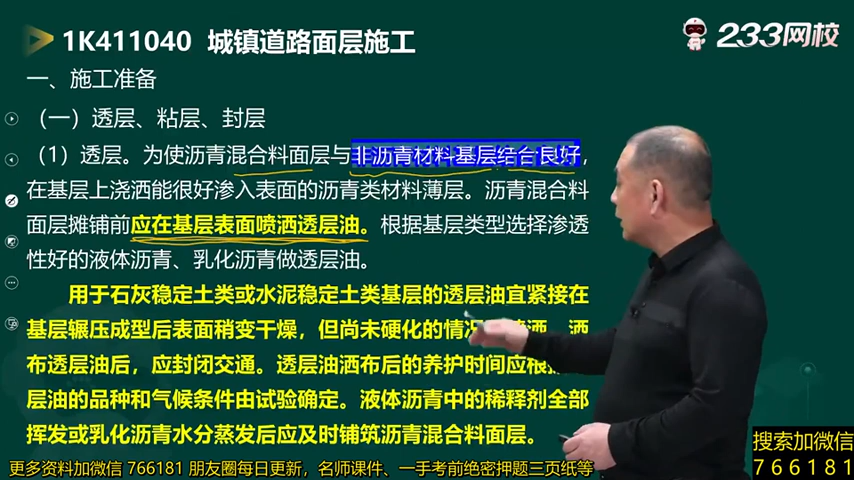 1K411040 城镇道路面层施工
233网校
一、施工准备
（一）透层、粘层、封层
（1）透层。为使沥青混合料面层与非沥青材料基层结合良好，
在基层上浇洒能很好渗入表面的沥青类材料薄层。沥青混合料
面层摊铺前应在基层表面喷洒透层油。根据基层类型选择渗透
性好的液体沥青、乳化沥青做透层油。
用于石灰稳定土类或水泥稳定土类基层的透层油宜紧接在
基层辗压成型后表面稍变干燥，但尚未硬化的情况 洒
布透层油后，应封闭交通。透层油洒布后的养护时间应根
层油的品种和气候条件由试验确定。液体沥青中的稀释剂全部
挥发或乳化沥青水分蒸发后应及时铺筑沥青混合料面层。
搜索加微信
766181
更多资料加微信 766181 朋友圈每日更新，名师课件、一手考前绝密押题三页纸等